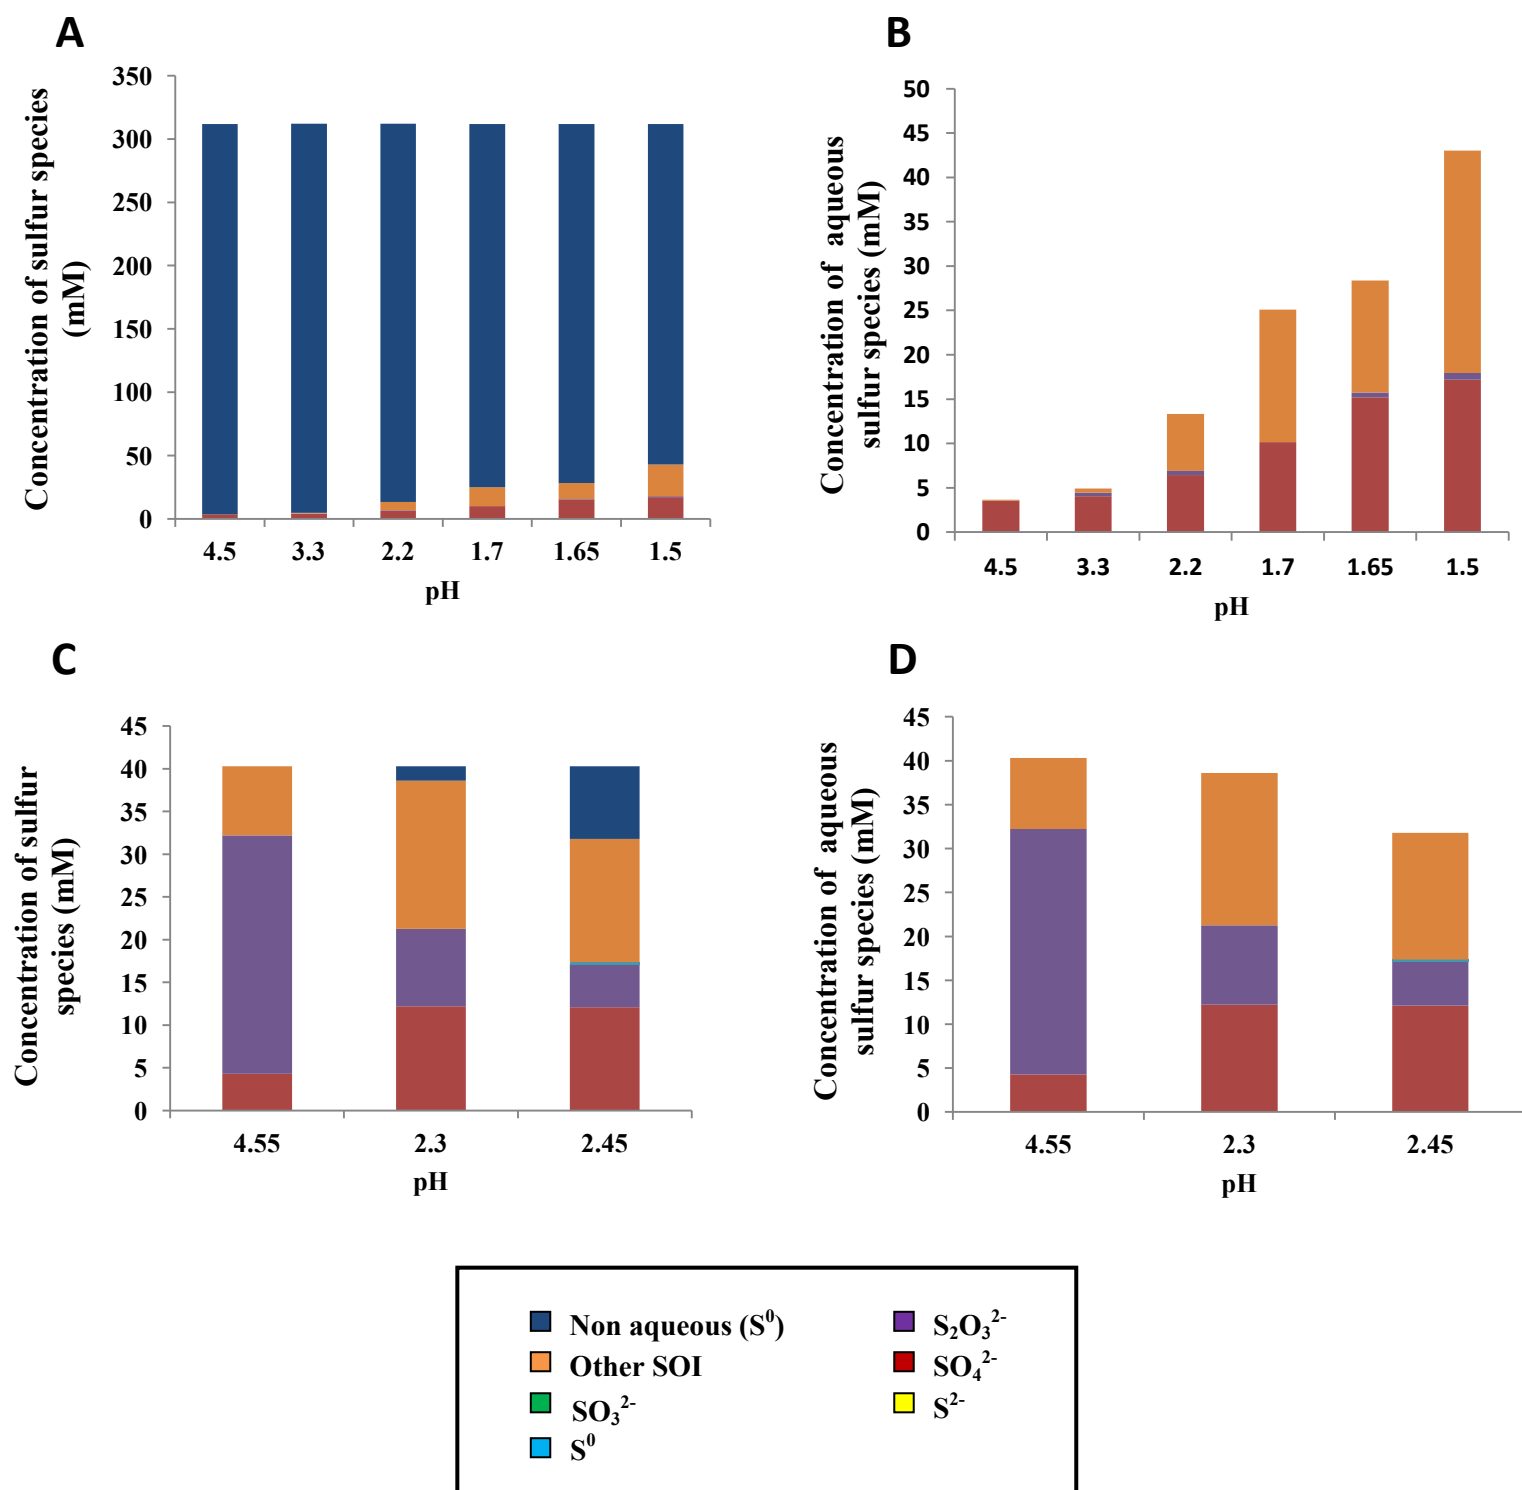 A
Concentration of sulfur species
(mM)
350
300
250
200
150
100
50
0
4.5 3.3 2.2 1.7 1.65 1.5
pH
B
Concentration of aqueous
sulfur species (mM)
50
45
40
35
30
25
20
15
10
5
0
4.5 3.3 2.2 1.7 1.65 1.5
pH
C
Concentration of sulfur
species (mM)
45
40
35
30
25
20
15
10
5
0
4.55 2.3 2.45
pH
D
Concentration of aqueous
sulfur species (mM)
45
40
35
30
25
20
15
10
5
0
4.55 2.3 2.45
pH
Non aqueous (S⁰)
Other SOI
SO₃²⁻
S⁰
S₂O₃²⁻
SO₄²⁻
S²⁻